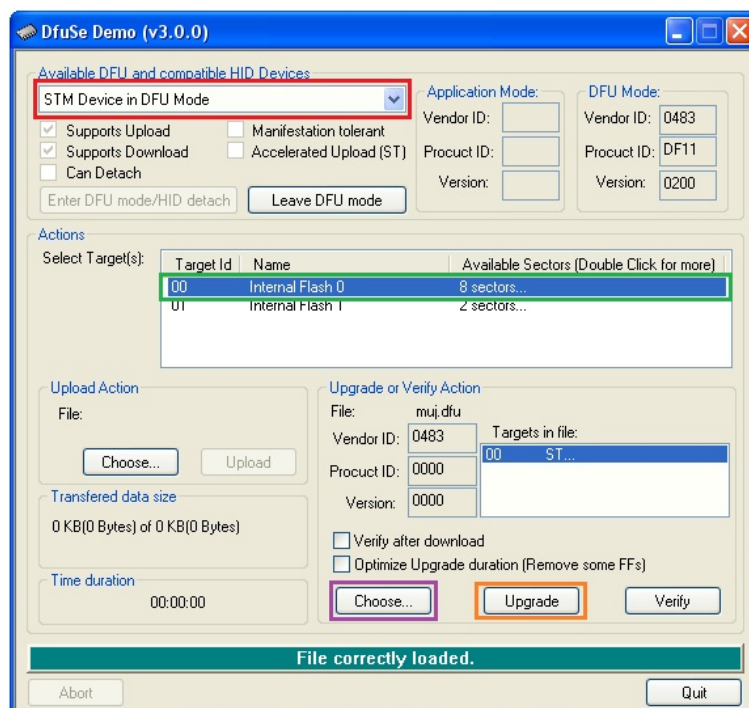 DfuSe Demo (v3.0.0)
Available DFU and compatible HID Devices
STM Device in DFU Mode
Supports Upload
Manifestation tolerant
Supports Download
Accelerated Upload (ST)
Can Detach
Enter DFU mode/HID detach
Leave DFU mode
Application Mode:
Vendor ID:
Procuct ID:
Version:
DFU Mode:
Vendor ID: 0483
Procuct ID: DF11
Version: 0200
Actions
Select Target(s):
Target Id Name Available Sectors (Double Click for more)
00 Internal Flash 0 8 sectors...
01 Internal Flash 1 2 sectors...
Upload Action
File:
Choose...
Upload
Transfered data size
0 KB(0 Bytes) of 0 KB(0 Bytes)
Time duration
00:00:00
Upgrade or Verify Action
File: muj.dfu
Vendor ID: 0483
Procuct ID: 0000
Version: 0000
Targets in file:
00 ST...
Verify after download
Optimize Upgrade duration (Remove some FFs)
Choose...
Upgrade
Verify
File correctly loaded.
Abort
Quit